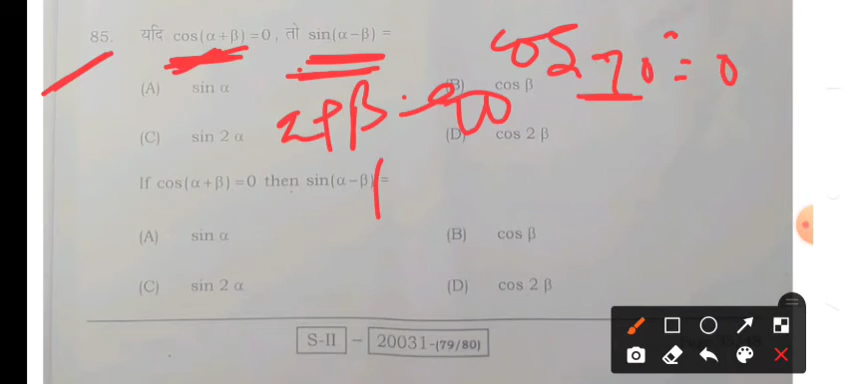 85. यदि cos(α+β)=0, तो sin(α−β)=
cos 90° = 0
(A) sin α (B) cos β
α+β = 90
(C) sin 2α (D) cos 2β
If cos(α+β)=0 then sin(α−β)=
(A) sin α (B) cos β
(C) sin 2α (D) cos 2β
S-II − 20031-(79/80)